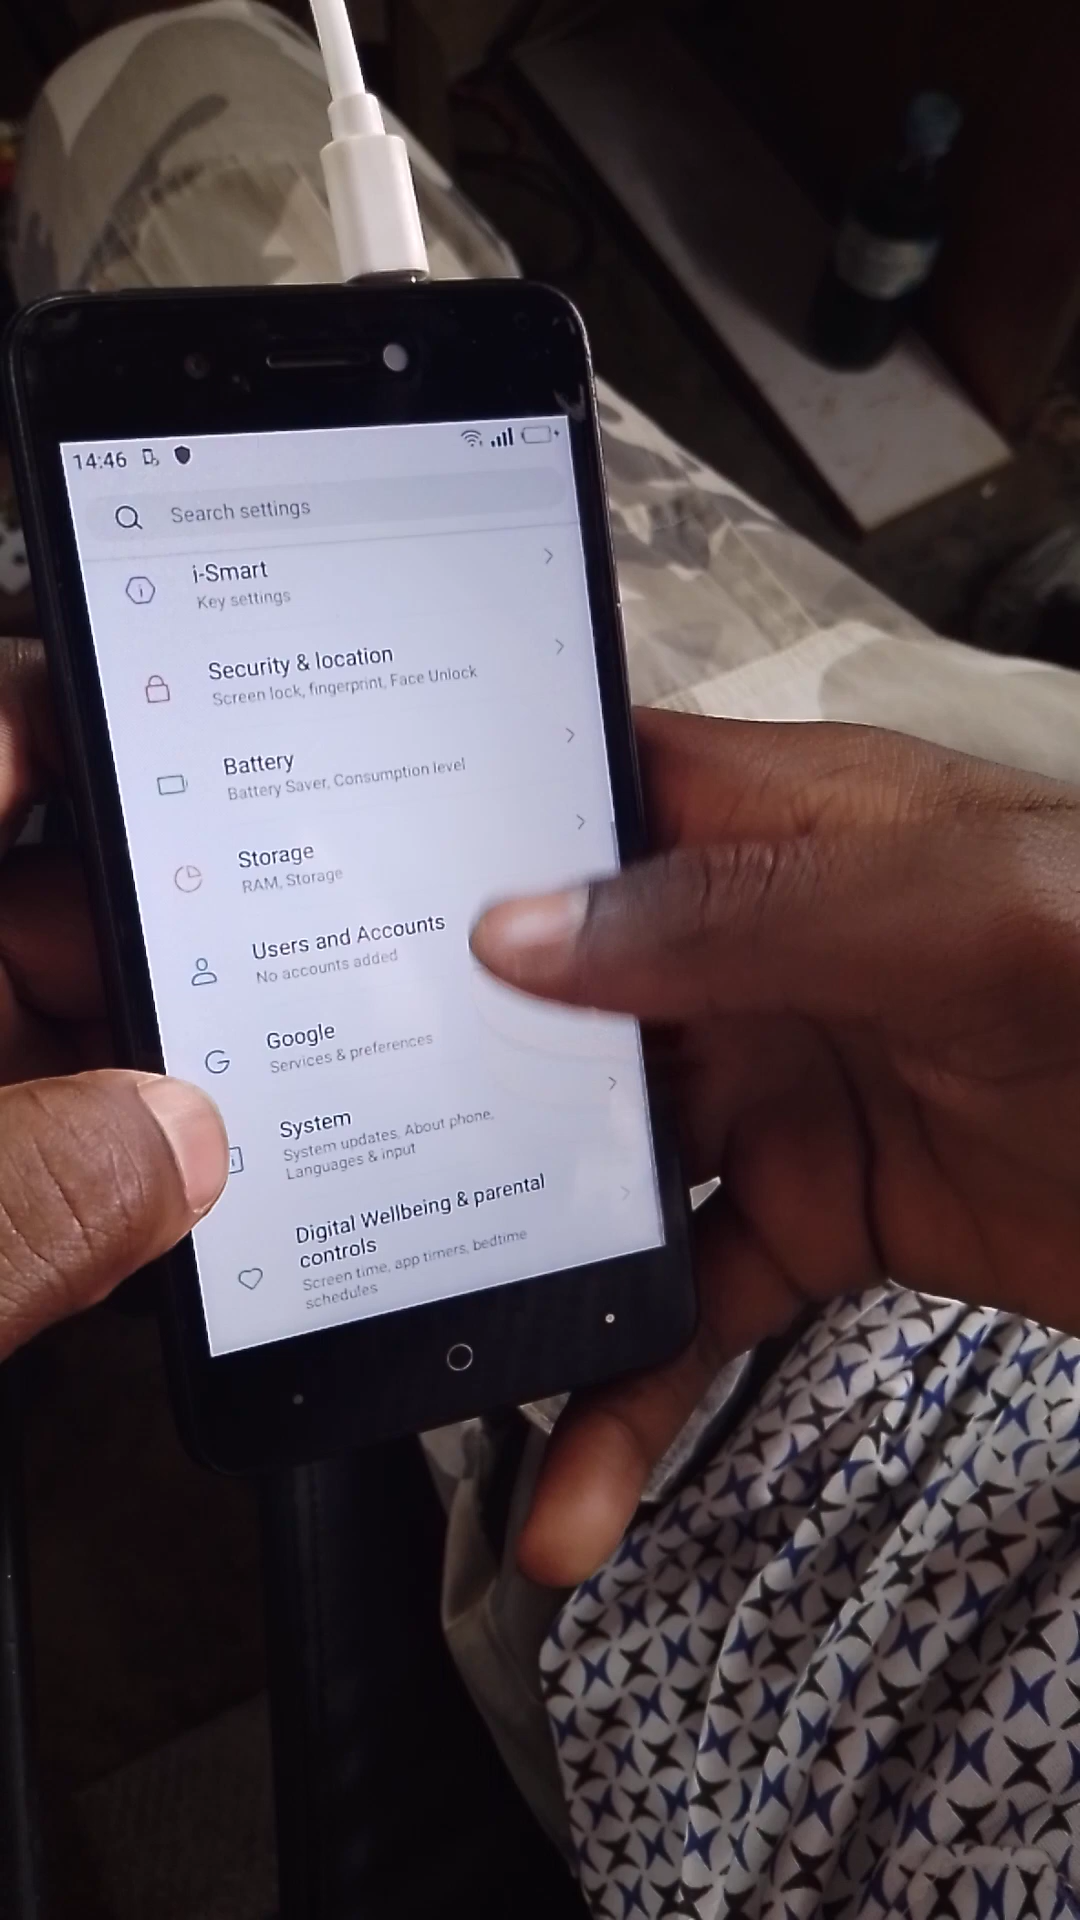 14:46
Search settings
i-Smart
Key settings
Security & location
Screen lock, fingerprint, Face Unlock
Battery
Battery Saver, Consumption level
Storage
RAM, Storage
Users and Accounts
No accounts added
Google
Services & preferences
System
System updates, About phone,
Languages & input
Digital Wellbeing & parental
controls
Screen time, app timers, bedtime
schedules